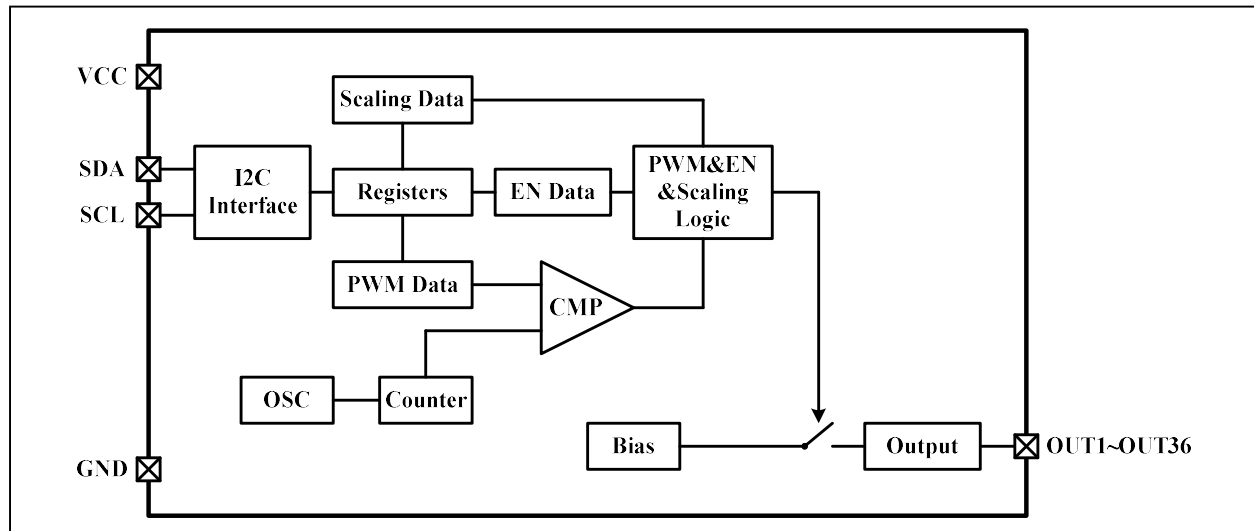 VCC
Scaling Data
SDA
I2C
Interface
Registers
EN Data
PWM&EN
&Scaling
Logic
SCL
PWM Data
CMP
OSC
Counter
GND
Bias
Output
OUT1~OUT36